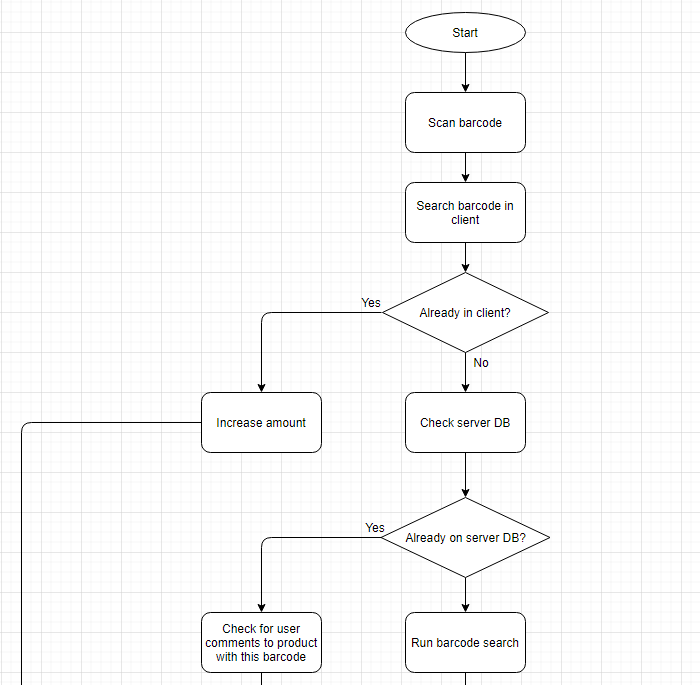 Start
Scan barcode
Search barcode in
client
Yes
Already in client?
No
Increase amount
Check server DB
Yes
Already on server DB?
Check for user
comments to product
with this barcode
Run barcode search